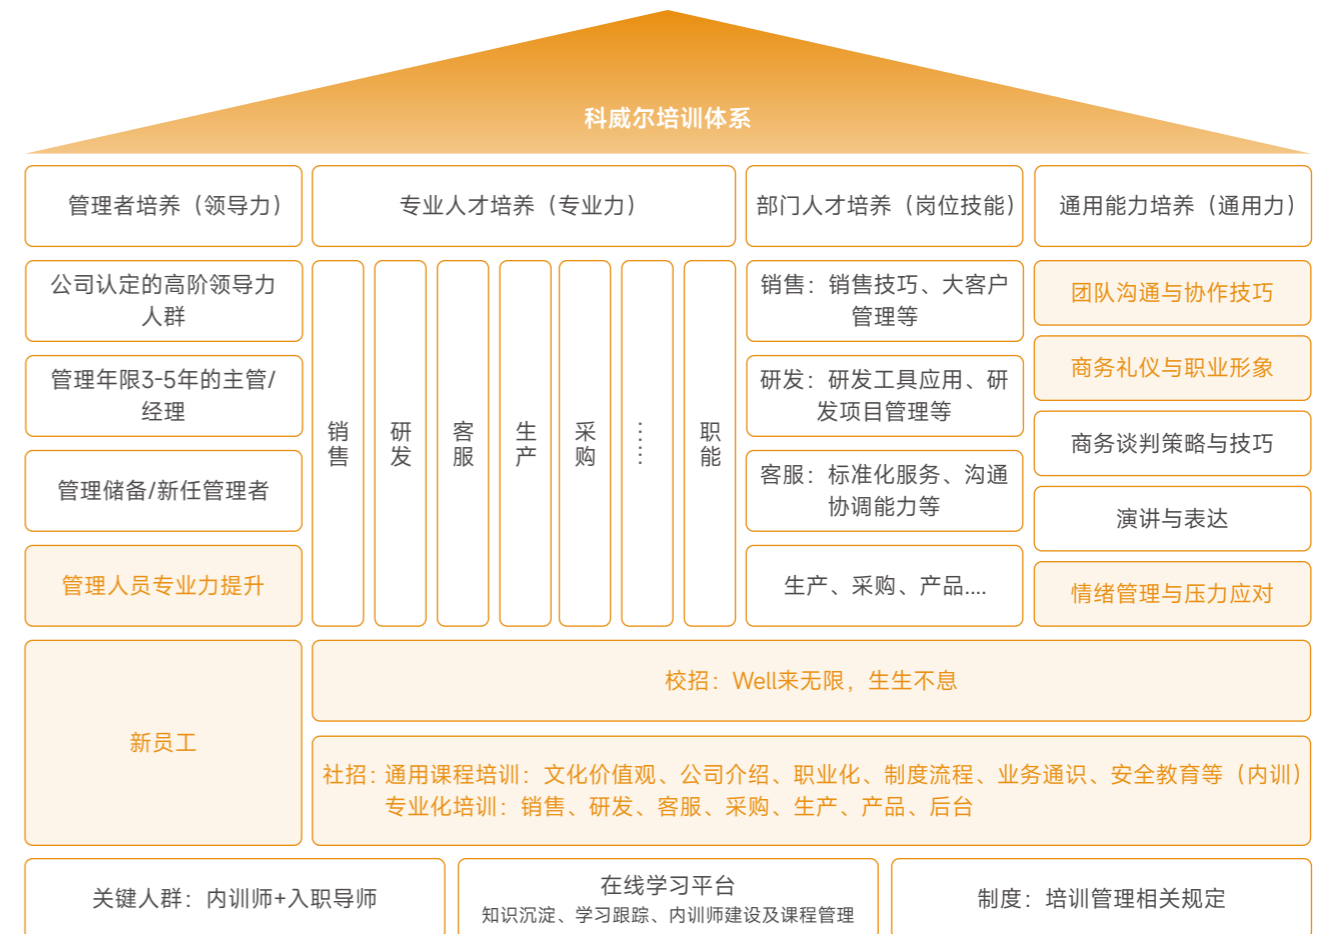 科威尔培训体系
管理者培养（领导力）
专业人才培养（专业力）
部门人才培养（岗位技能）
通用能力培养（通用力）
公司认定的高阶领导力
人群
管理年限3-5年的主管/
经理
管理储备/新任管理者
管理人员专业力提升
销售
研发
客服
生产
采购
……
职能
销售：销售技巧、大客户
管理等
研发：研发工具应用、研
发项目管理等
客服：标准化服务、沟通
协调能力等
生产、采购、产品....
团队沟通与协作技巧
商务礼仪与职业形象
商务谈判策略与技巧
演讲与表达
情绪管理与压力应对
新员工
校招：Well来无限，生生不息
社招：通用课程培训：文化价值观、公司介绍、职业化、制度流程、业务通识、安全教育等（内训）
专业化培训：销售、研发、客服、采购、生产、产品、后台
关键人群：内训师+入职导师
在线学习平台
知识沉淀、学习跟踪、内训师建设及课程管理
制度：培训管理相关规定